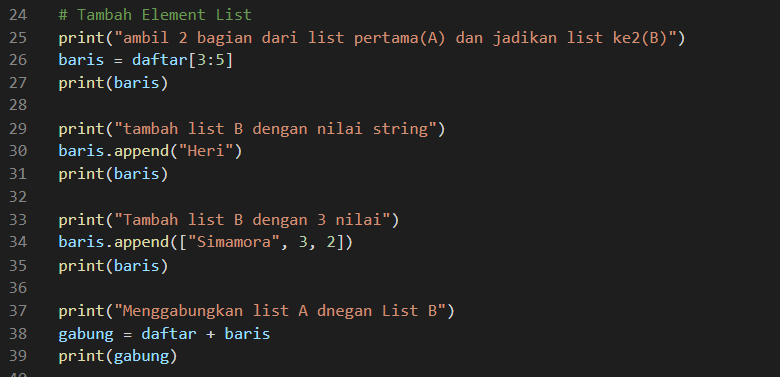 24 # Tambah Element List
25 print("ambil 2 bagian dari list pertama(A) dan jadikan list ke2(B)")
26 baris = daftar[3:5]
27 print(baris)
28
29 print("tambah list B dengan nilai string")
30 baris.append("Heri")
31 print(baris)
32
33 print("Tambah list B dengan 3 nilai")
34 baris.append(["Simamora", 3, 2])
35 print(baris)
36
37 print("Menggabungkan list A dnegan List B")
38 gabung = daftar + baris
39 print(gabung)